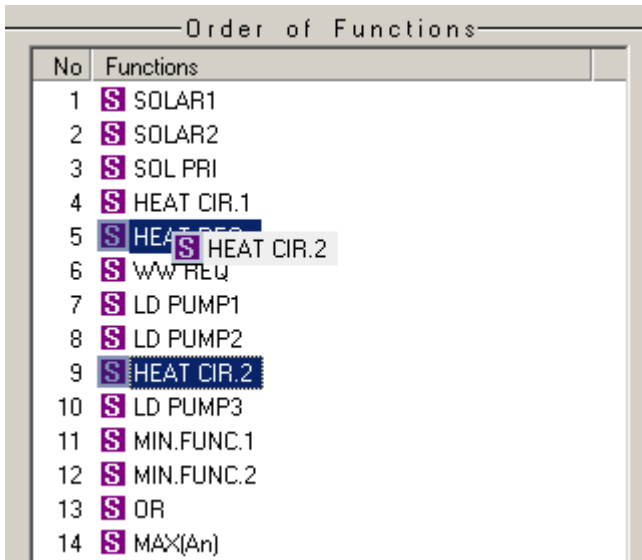 Order of Functions
No Functions
1 S SOLAR1
2 S SOLAR2
3 S SOL PRI
4 S HEAT CIR.1
5 S HEAT
S HEAT CIR.2
6 S WW REQ
7 S LD PUMP1
8 S LD PUMP2
9 S HEAT CIR.2
10 S LD PUMP3
11 S MIN.FUNC.1
12 S MIN.FUNC.2
13 S OR
14 S MAX(An)